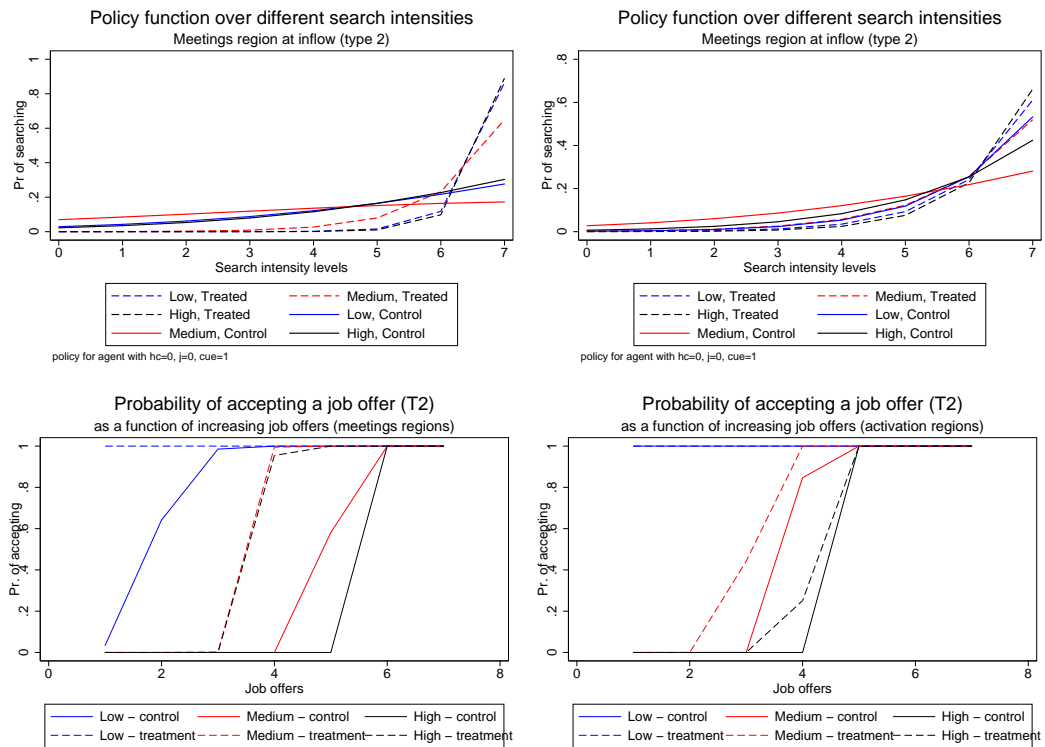 Policy function over different search intensities
Meetings region at inflow (type 2)
Pr of searching
0 .2 .4 .6 .8 1
0 1 2 3 4 5 6 7
Search intensity levels
Low, Treated Medium, Treated
High, Treated Low, Control
Medium, Control High, Control
policy for agent with hc=0, j=0, cue=1
Policy function over different search intensities
Meetings region at inflow (type 2)
Pr of searching
0 .2 .4 .6 .8
0 1 2 3 4 5 6 7
Search intensity levels
Low, Treated Medium, Treated
High, Treated Low, Control
Medium, Control High, Control
policy for agent with hc=0, j=0, cue=1
Probability of accepting a job offer (T2)
as a function of increasing job offers (meetings regions)
Pr. of accepting
0 .2 .4 .6 .8 1
0 2 4 6 8
Job offers
Low − control Medium − control High − control
Low − treatment Medium − treatment High − treatment
Probability of accepting a job offer (T2)
as a function of increasing job offers (activation regions)
Pr. of accepting
0 .2 .4 .6 .8 1
0 2 4 6 8
Job offers
Low − control Medium − control High − control
Low − treatment Medium − treatment High − treatment